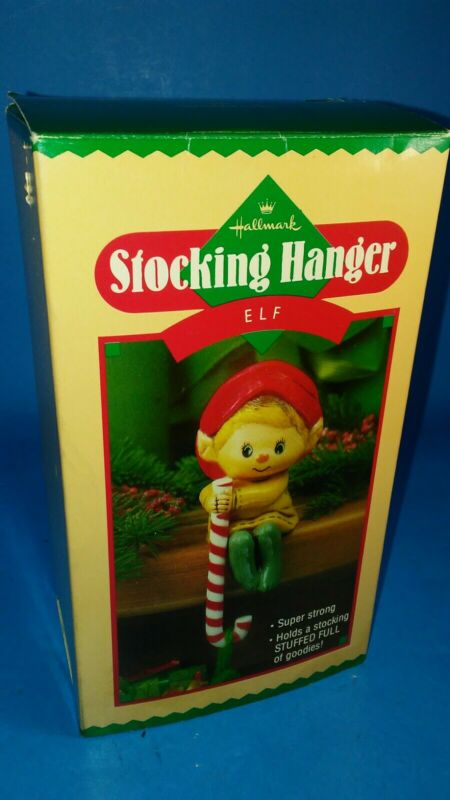 Hallmark
Stocking Hanger
ELF
• Super strong
• Holds a stocking
STUFFED FULL
of goodies!